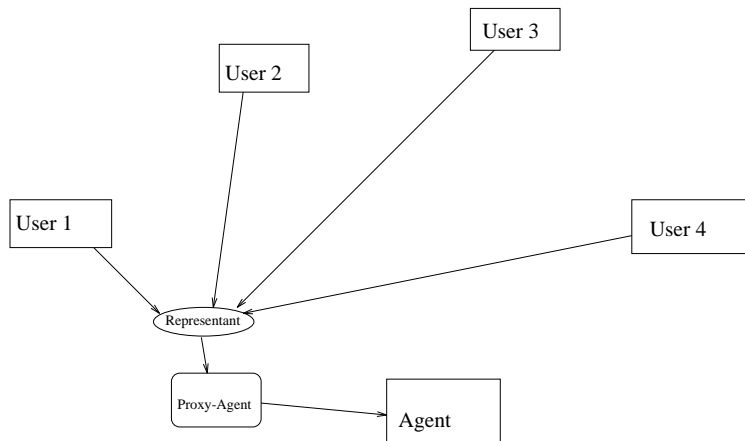 User 3
User 2
User 1
User 4
Representant
Proxy-Agent
Agent